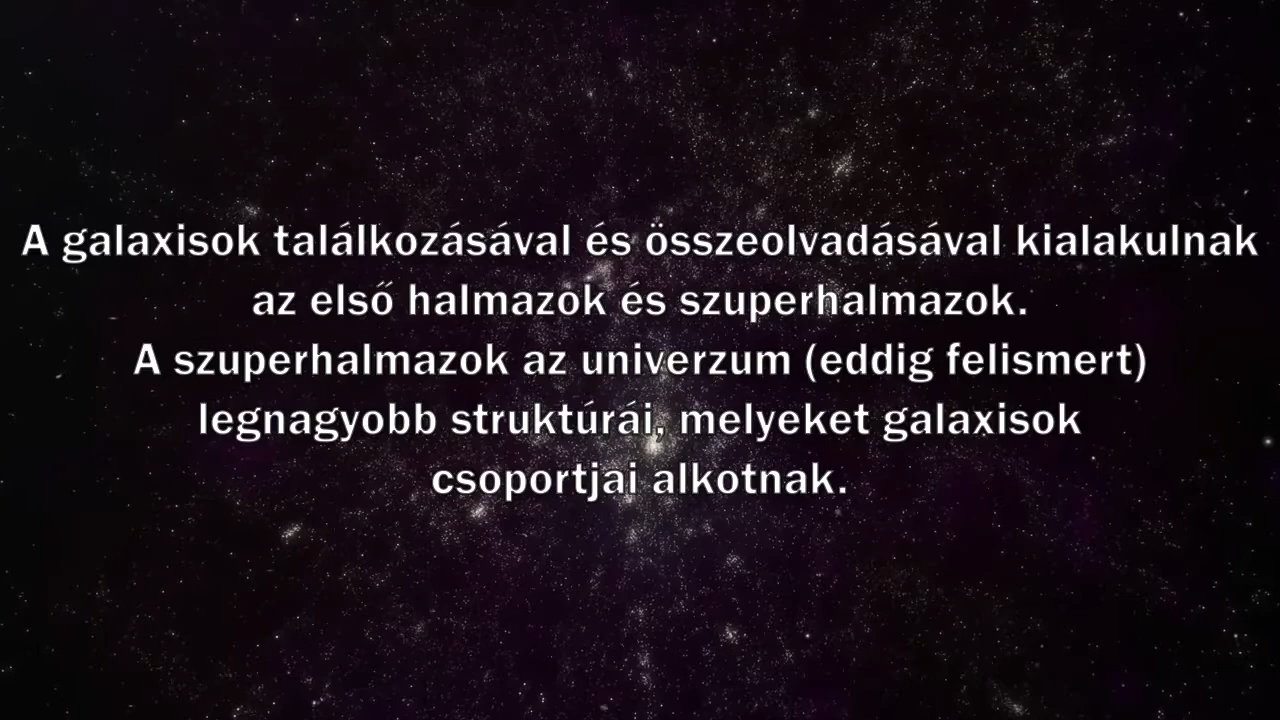 A galaxisok találkozásával és összeolvadásával kialakulnak
az első halmazok és szuperhalmazok.
A szuperhalmazok az univerzum (eddig felismert)
legnagyobb struktúrái, melyeket galaxisok
csoportjai alkotnak.